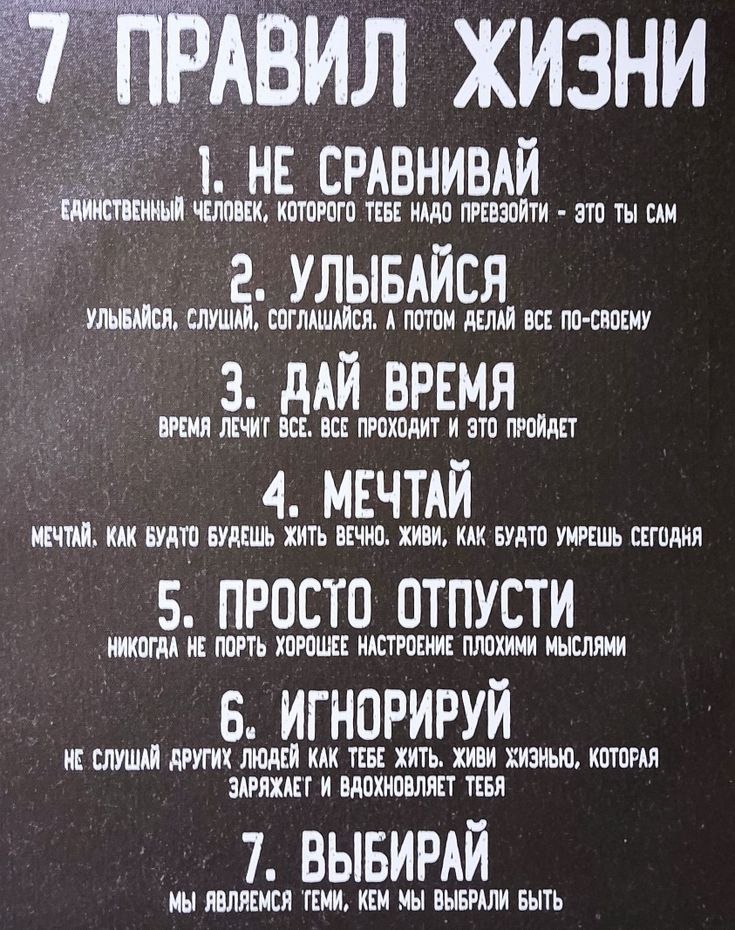 7 ПРАВИЛ ЖИЗНИ
1. НЕ СРАВНИВАЙ
ЕДИНСТВЕННЫЙ ЧЕЛОВЕК, КОТОРОГО ТЕБЕ НАДО ПРЕВЗОЙТИ - ЭТО ТЫ САМ
2. УЛЫБАЙСЯ
УЛЫБАЙСЯ, СЛУШАЙ, СОГЛАШАЙСЯ. А ПОТОМ ДЕЛАЙ ВСЕ ПО-СВОЕМУ
3. ДАЙ ВРЕМЯ
ВРЕМЯ ЛЕЧИТ ВСЕ. ВСЕ ПРОХОДИТ И ЭТО ПРОЙДЕТ
4. МЕЧТАЙ
МЕЧТАЙ, КАК БУДТО БУДЕШЬ ЖИТЬ ВЕЧНО. ЖИВИ, КАК БУДТО УМРЕШЬ СЕГОДНЯ
5. ПРОСТО ОТПУСТИ
НИКОГДА НЕ ПОРТЬ ХОРОШЕЕ НАСТРОЕНИЕ ПЛОХИМИ МЫСЛЯМИ
6. ИГНОРИРУЙ
НЕ СЛУШАЙ ДРУГИХ ЛЮДЕЙ КАК ТЕБЕ ЖИТЬ. ЖИВИ ЖИЗНЬЮ, КОТОРАЯ
ЗАРЯЖАЕТ И ВДОХНОВЛЯЕТ ТЕБЯ
7. ВЫБИРАЙ
МЫ ЯВЛЯЕМСЯ ТЕМИ, КЕМ МЫ ВЫБРАЛИ БЫТЬ